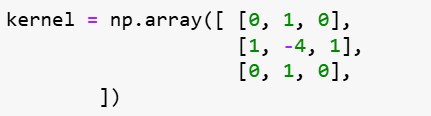 kernel = np.array([ [0, 1, 0],
[1, -4, 1],
[0, 1, 0],
])